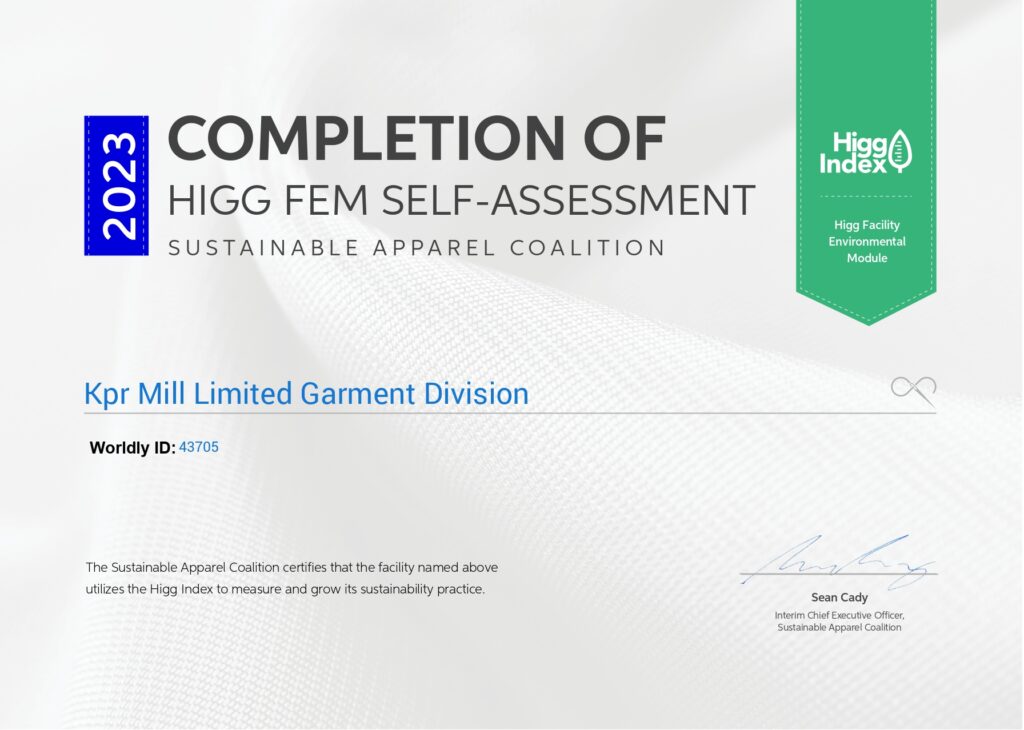 2023
COMPLETION OF
HIGG FEM SELF-ASSESSMENT
SUSTAINABLE APPAREL COALITION
Higg
Index
Higg Facility
Environmental
Module
Kpr Mill Limited Garment Division
Worldly ID: 43705
The Sustainable Apparel Coalition certifies that the facility named above
utilizes the Higg Index to measure and grow its sustainability practice.
Sean Cady
Interim Chief Executive Officer,
Sustainable Apparel Coalition